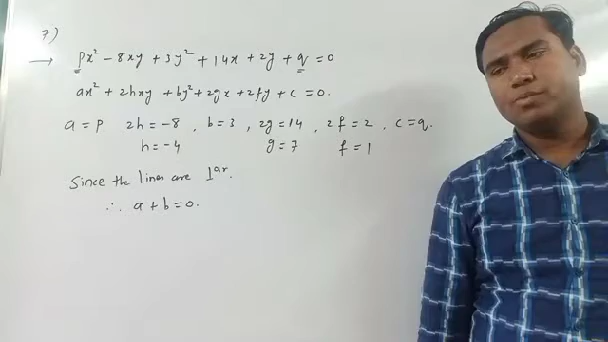 7)
→ px² - 8xy + 3y² + 14x + 2y + q = 0
ax² + 2hxy + by² + 2gx + 2fy + c = 0.
a = p 2h = -8 , b = 3 , 2g = 14 , 2f = 2 , c = q.
h = -4 g = 7 f = 1
Since the lines are ⊥ar.
∴ a + b = 0.